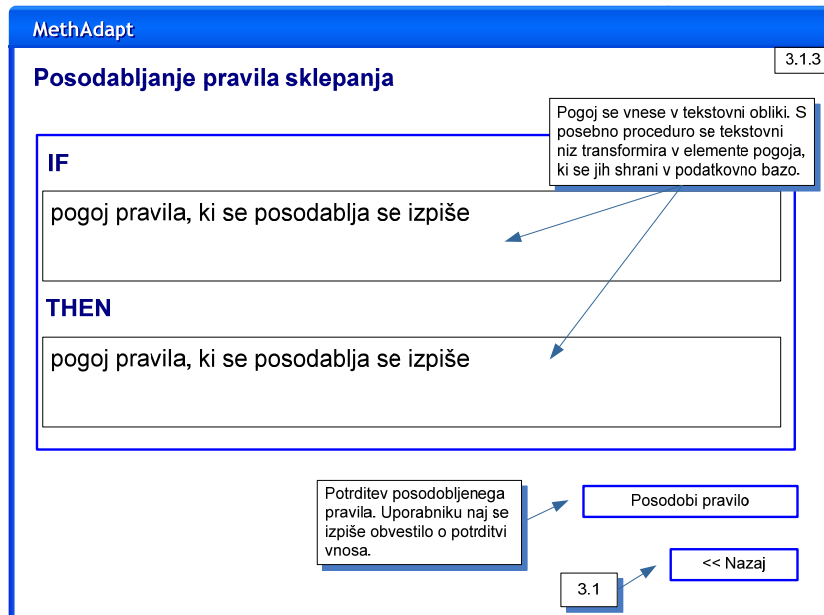 MethAdapt
3.1.3
Posodabljanje pravila sklepanja
Pogoj se vnese v tekstovni obliki. S
posebno proceduro se tekstovni
niz transformira v elemente pogoja,
ki se jih shrani v podatkovno bazo.
IF
pogoj pravila, ki se posodablja se izpiše
THEN
pogoj pravila, ki se posodablja se izpiše
Potrditev posodobljenega
pravila. Uporabniku naj se
izpiše obvestilo o potrditvi
vnosa.
Posodobi pravilo
<< Nazaj
3.1